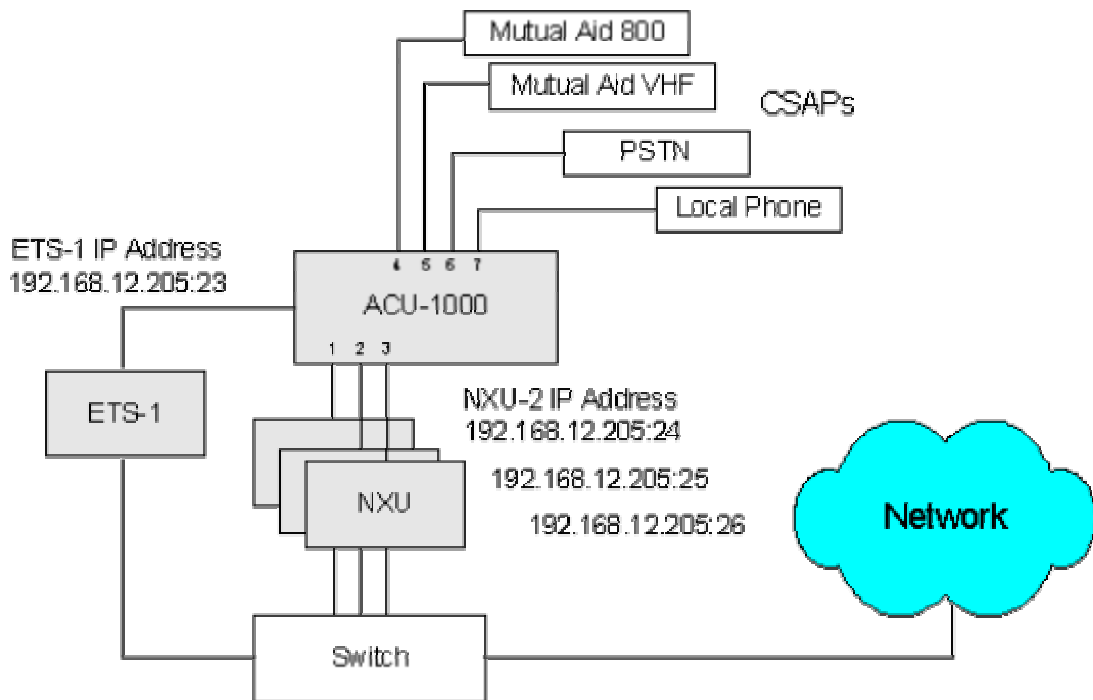 Mutual Aid 800
Mutual Aid VHF
CSAPs
PSTN
Local Phone
ETS-1 IP Address
192.168.12.205:23
4 5 6 7
ACU-1000
1 2 3
ETS-1
NXU-2 IP Address
192.168.12.205:24
192.168.12.205:25
192.168.12.205:26
NXU
Network
Switch